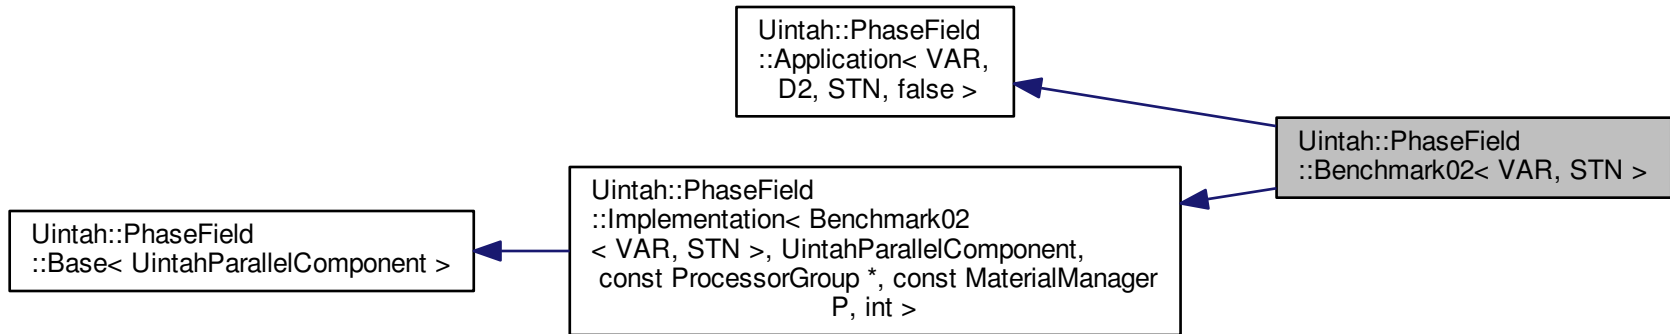 Uintah::PhaseField
::Application< VAR,
D2, STN, false >
Uintah::PhaseField
::Benchmark02< VAR, STN >
Uintah::PhaseField
::Implementation< Benchmark02
< VAR, STN >, UintahParallelComponent,
const ProcessorGroup *, const MaterialManager
P, int >
Uintah::PhaseField
::Base< UintahParallelComponent >